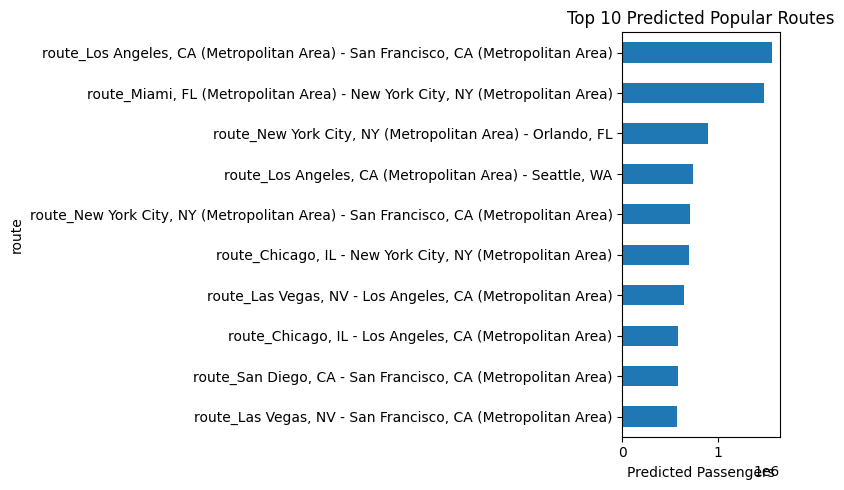 Top 10 Predicted Popular Routes
route_Los Angeles, CA (Metropolitan Area) - San Francisco, CA (Metropolitan Area)
route_Miami, FL (Metropolitan Area) - New York City, NY (Metropolitan Area)
route_New York City, NY (Metropolitan Area) - Orlando, FL
route_Los Angeles, CA (Metropolitan Area) - Seattle, WA
route_New York City, NY (Metropolitan Area) - San Francisco, CA (Metropolitan Area)
route
route_Chicago, IL - New York City, NY (Metropolitan Area)
route_Las Vegas, NV - Los Angeles, CA (Metropolitan Area)
route_Chicago, IL - Los Angeles, CA (Metropolitan Area)
route_San Diego, CA - San Francisco, CA (Metropolitan Area)
route_Las Vegas, NV - San Francisco, CA (Metropolitan Area)
0 1
1e6
Predicted Passengers